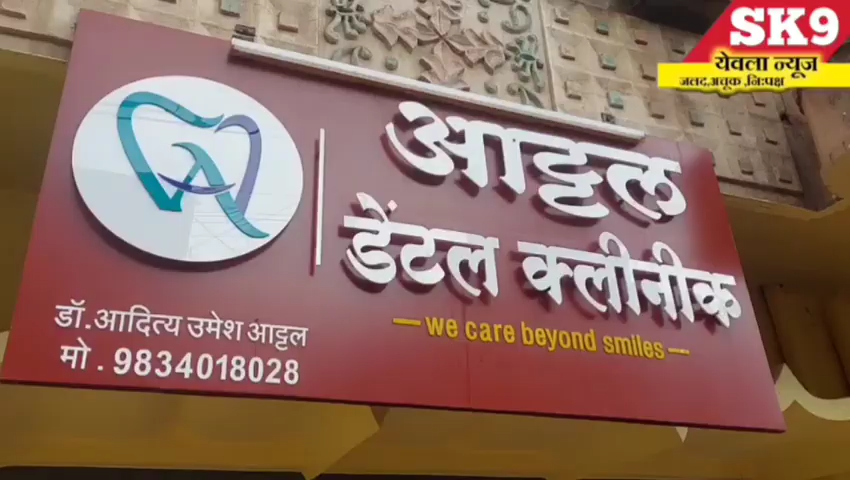 SK9
येवला न्यूज
जलद,अचूक ,निःपक्ष
आट्टल
डेंटल क्लीनीक
we care beyond smiles
डॉ.आदित्य उमेश आट्टल
मो . 9834018028